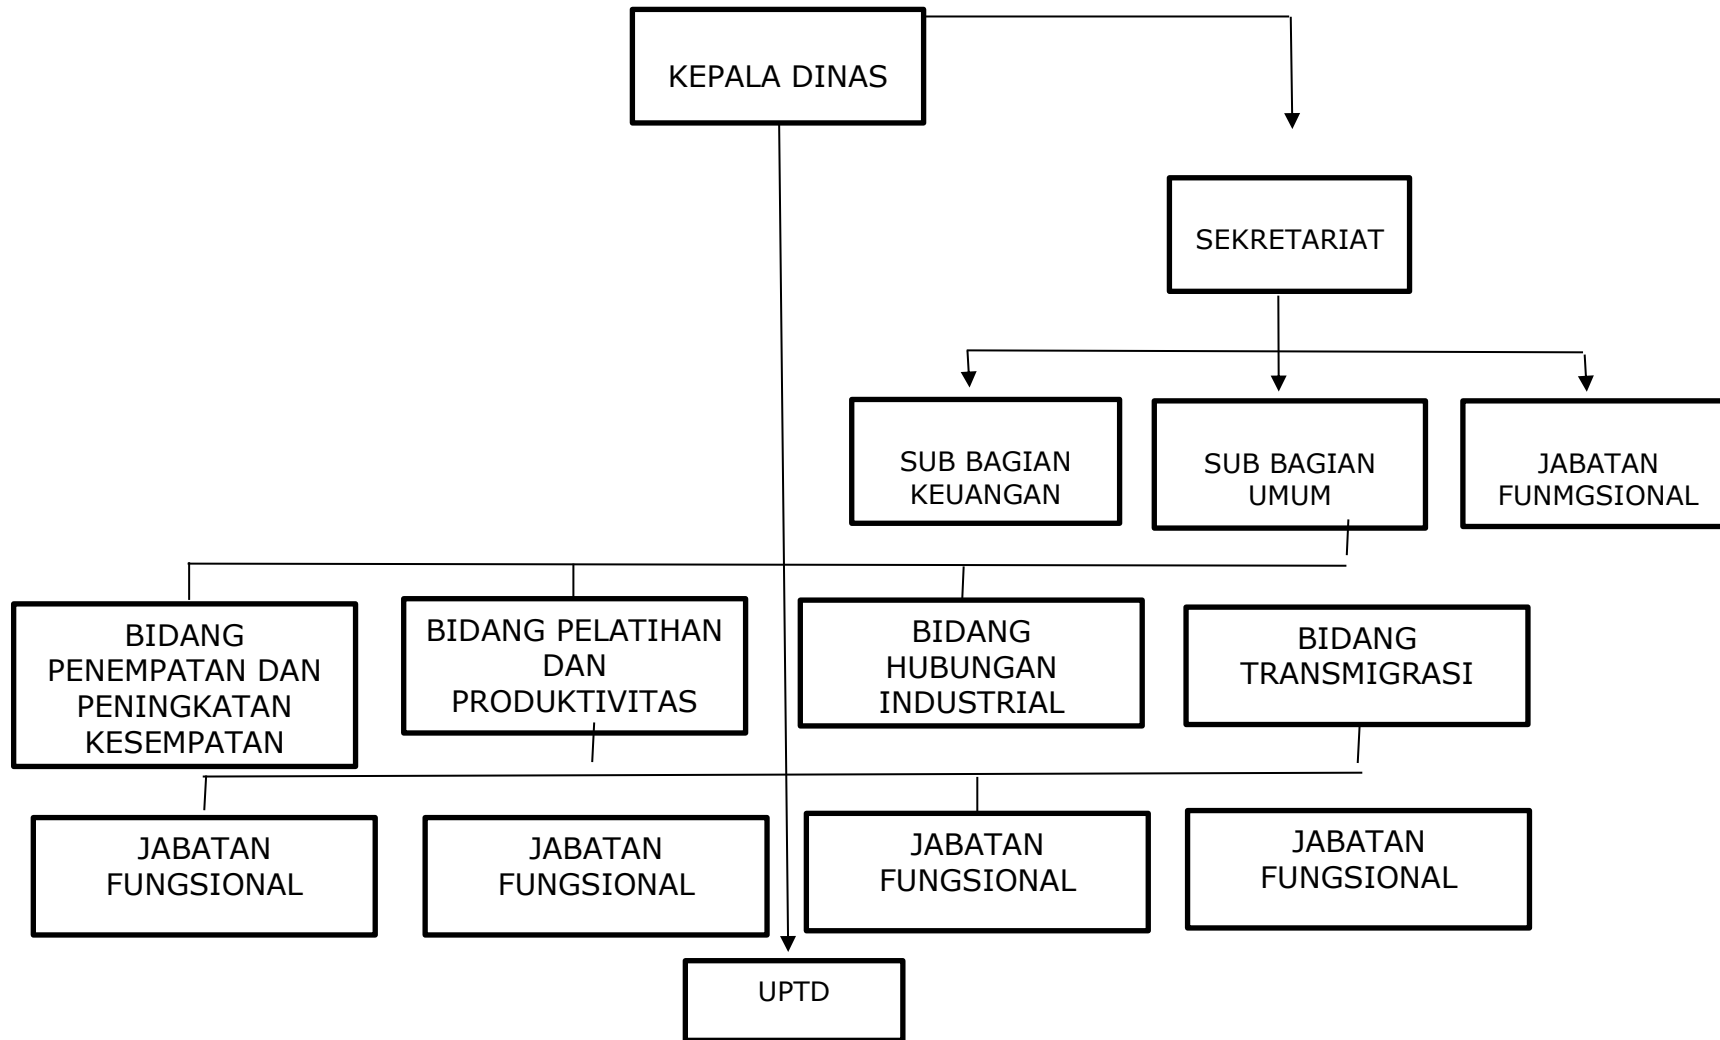 KEPALA DINAS
SEKRETARIAT
SUB BAGIAN
KEUANGAN
SUB BAGIAN
UMUM
JABATAN
FUNMGSIONAL
BIDANG
PENEMPATAN DAN
PENINGKATAN
KESEMPATAN
BIDANG PELATIHAN
DAN
PRODUKTIVITAS
BIDANG
HUBUNGAN
INDUSTRIAL
BIDANG
TRANSMIGRASI
JABATAN
FUNGSIONAL
JABATAN
FUNGSIONAL
JABATAN
FUNGSIONAL
JABATAN
FUNGSIONAL
UPTD